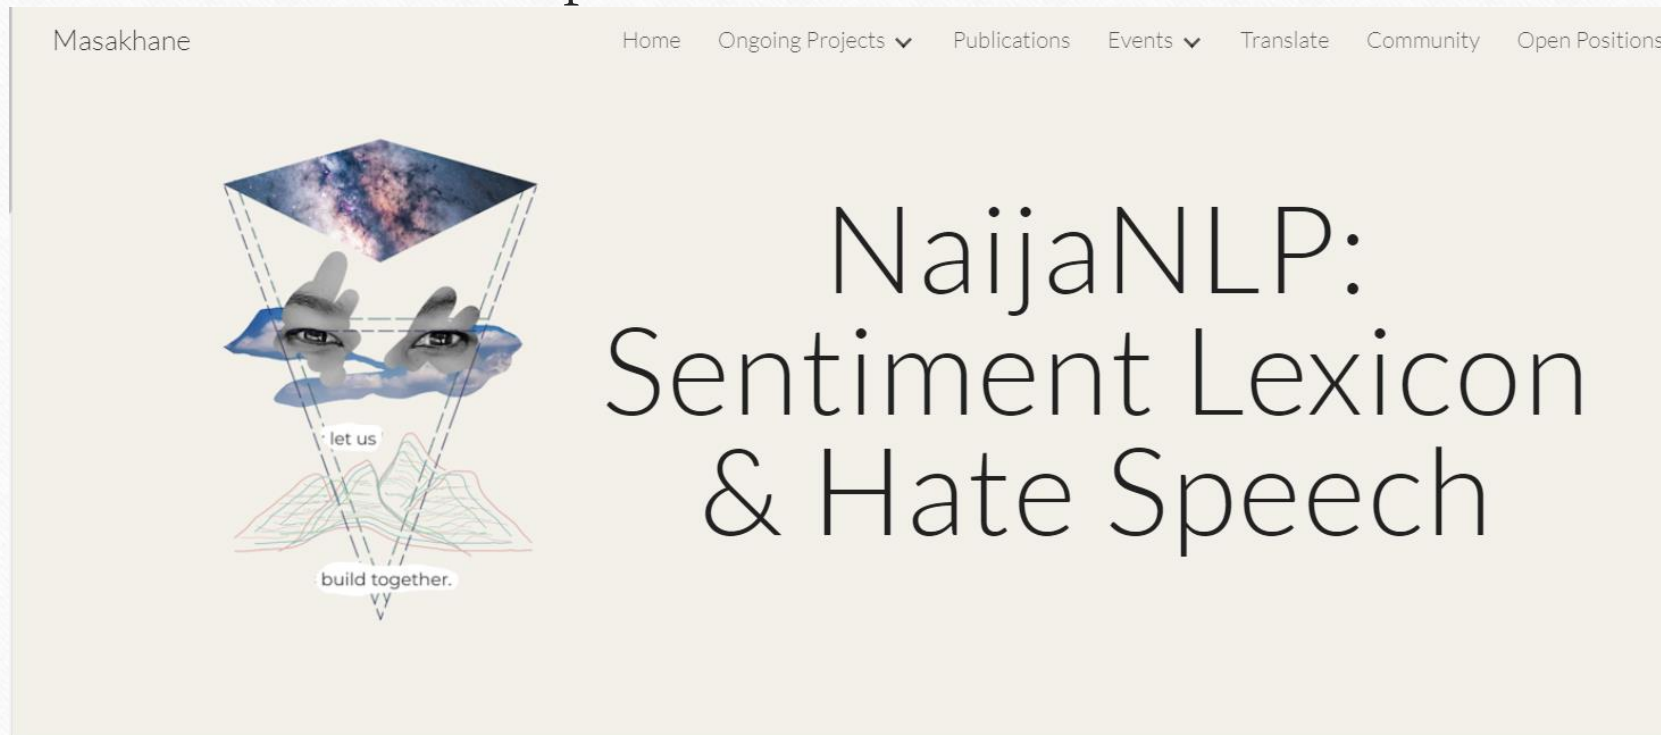 Masakhane
Home Ongoing Projects Publications Events Translate Community Open Positions
NaijaNLP:
Sentiment Lexicon
& Hate Speech
let us
build together.